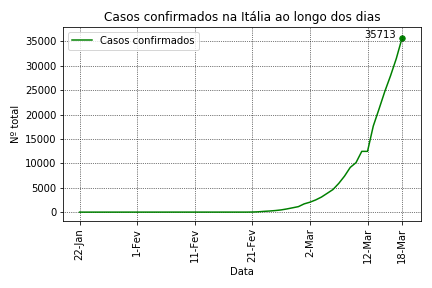 Casos confirmados na Itália ao longo dos dias
Casos confirmados
35713
Nº total
35000
30000
25000
20000
15000
10000
5000
0
22-Jan
1-Fev
11-Fev
21-Fev
2-Mar
12-Mar
18-Mar
Data